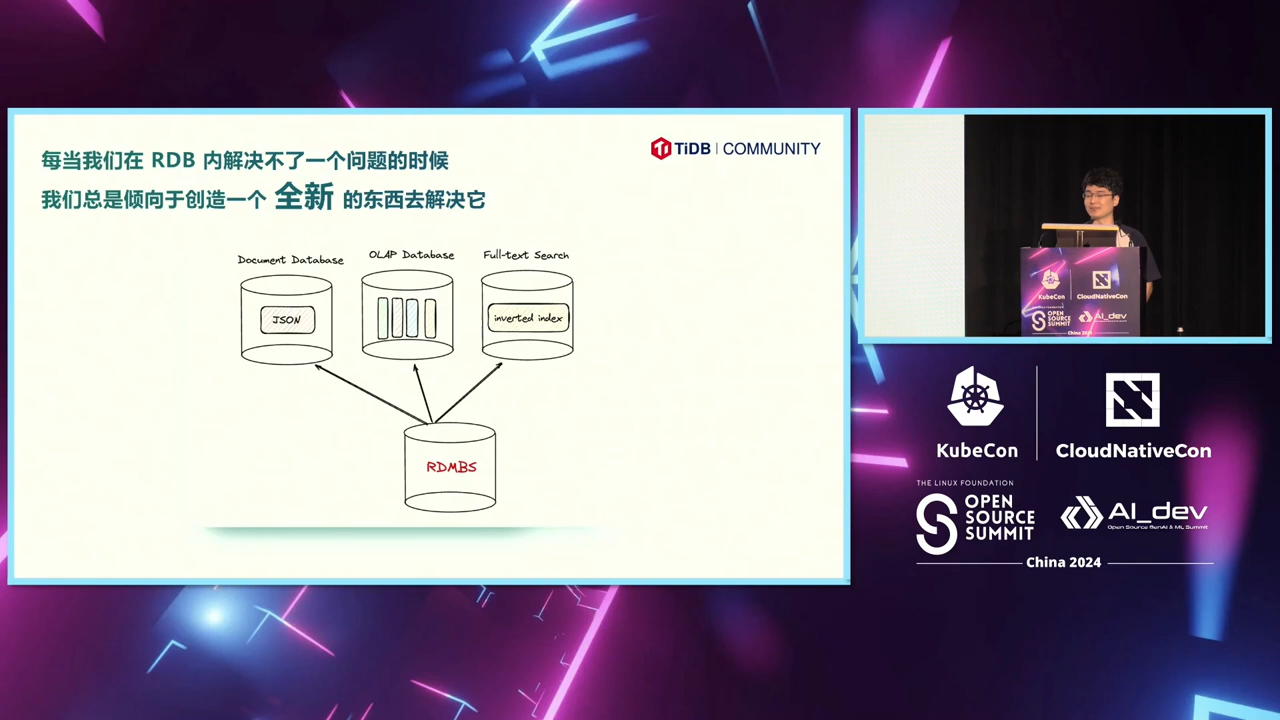 每当我们在 RDB 内解决不了一个问题的时候
我们总是倾向于创造一个 全新 的东西去解决它
TiDB | COMMUNITY
Document Database
OLAP Database
Full-text Search
JSON
inverted index
RDMBS
KubeCon
CloudNativeCon
OPEN
SOURCE
SUMMIT
AI_dev
China 2024
KubeCon
CloudNativeCon
THE LINUX FOUNDATION
OPEN
SOURCE
SUMMIT
AI_dev
Open Source GenAI & ML Summit
China 2024